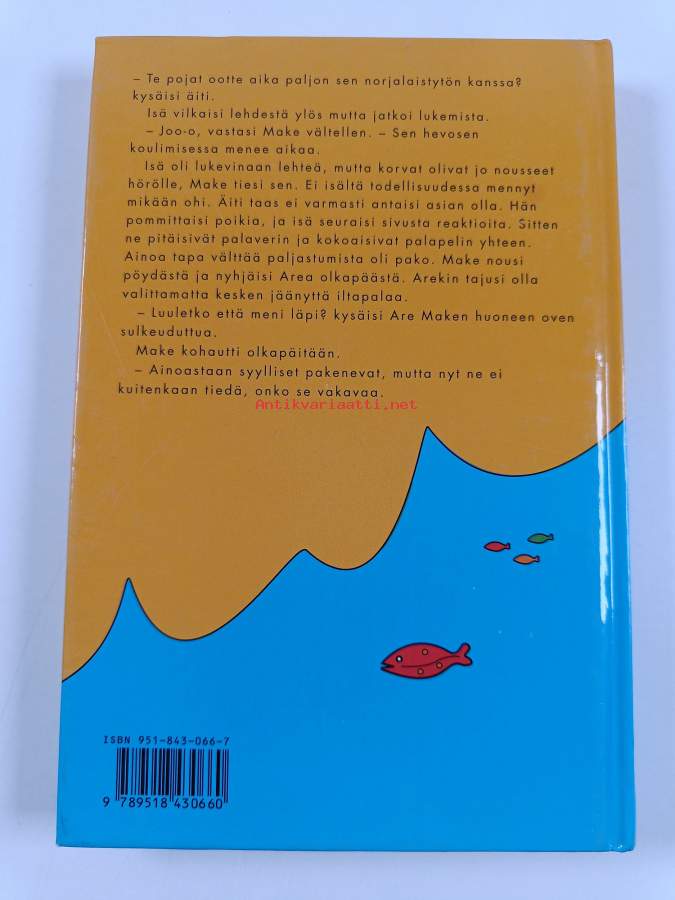 – Te pojat ootte aika paljon sen norjalaistytön kanssa?
kysäisi äiti.
Isä vilkaisi lehdestä ylös mutta jatkoi lukemista.
– Joo-o, vastasi Make vältellen. – Sen hevosen
koulimisessa menee aikaa.
Isä oli lukevinaan lehteä, mutta korvat olivat jo nousseet
hörölle, Make tiesi sen. Ei isältä todellisuudessa mennyt
mikään ohi. Äiti taas ei varmasti antaisi asian olla. Hän
pommittaisi poikia, ja isä seuraisi sivusta reaktioita. Sitten
ne pitäisivät palaverin ja kokoaisivat palapelin yhteen.
Ainoa tapa välttää paljastumista oli pako. Make nousi
pöydästä ja nyhjäisi Area olkapäästä. Arekin tajusi olla
valittamatta kesken jäänyttä iltapalaa.
– Luuletko että meni läpi? kysäisi Are Maken huoneen oven
sulkeuduttua.
Make kohautti olkapäitään.
– Ainoastaan syylliset pakenevat, mutta nyt ne ei
kuitenkaan tiedä, onko se vakavaa.
Antikvariaatti.net
ISBN 951-843-066-7
9 789518 430660